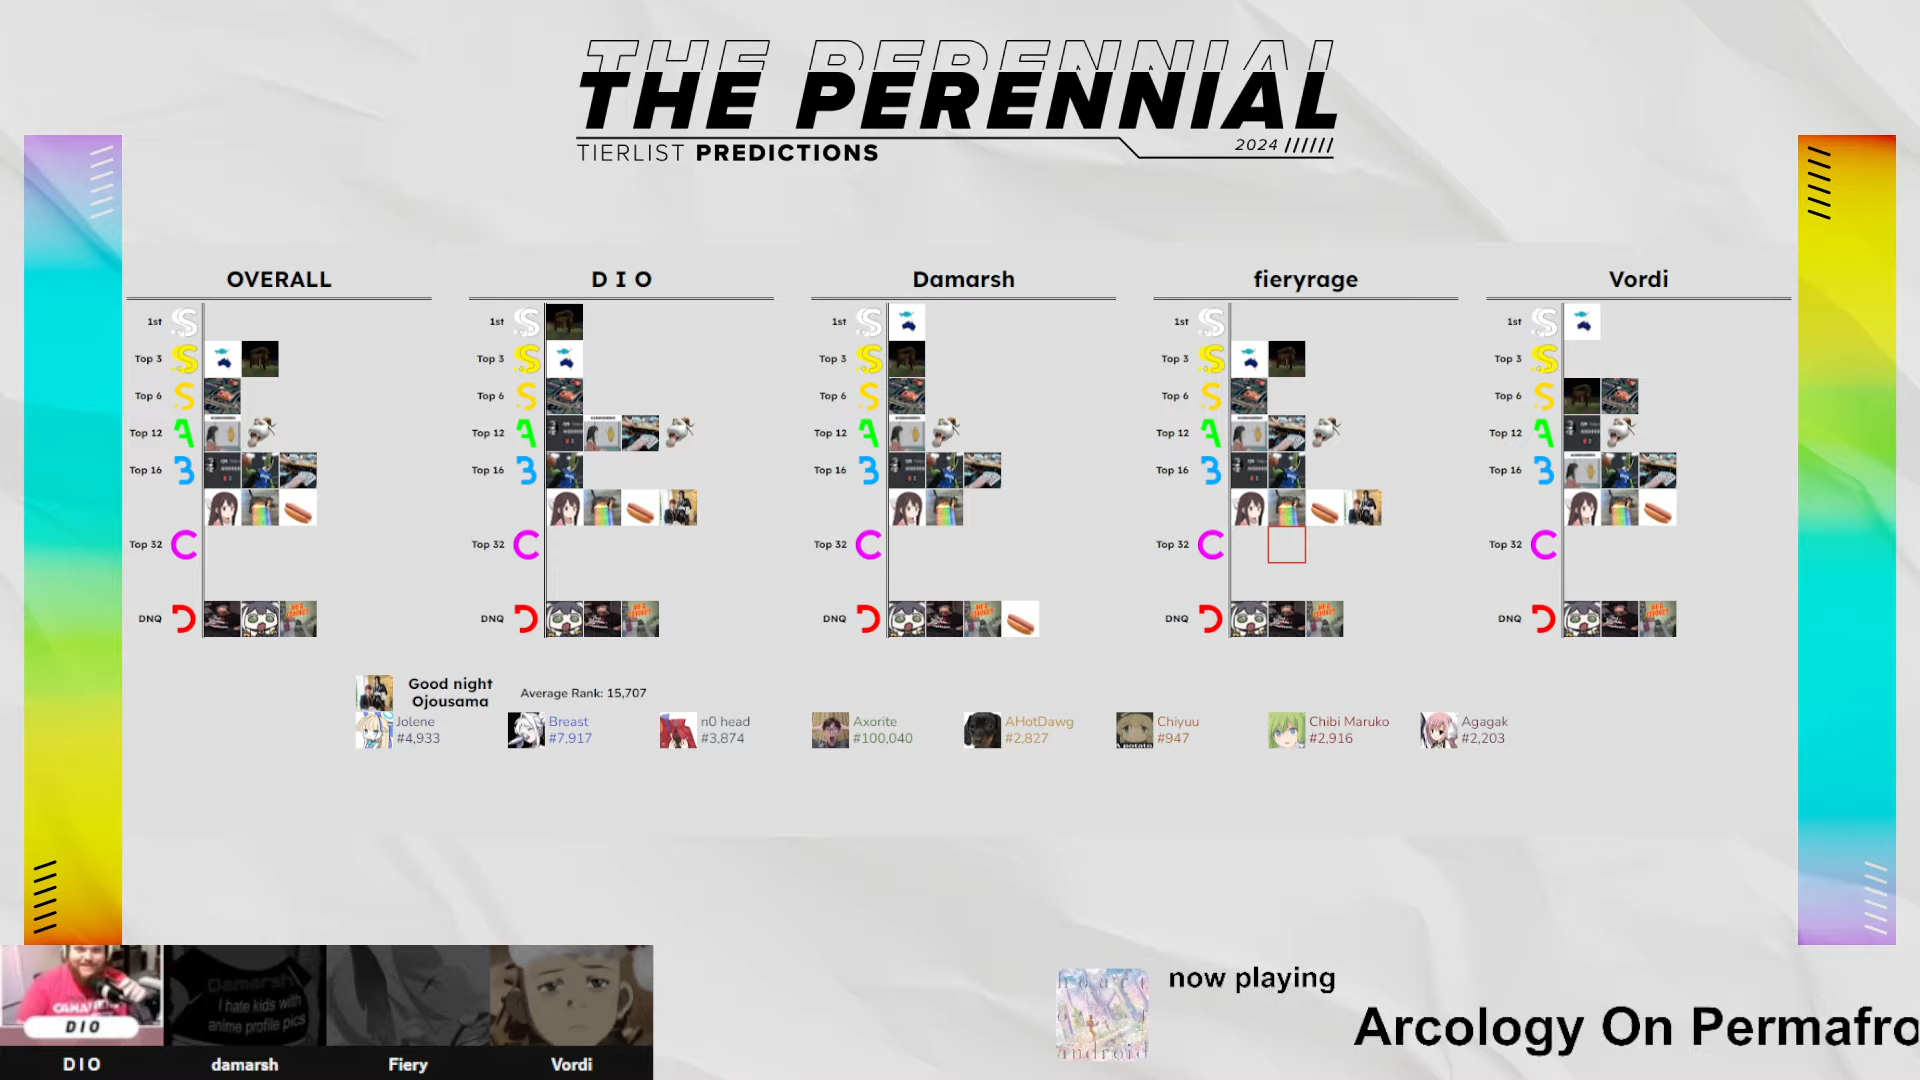 THE PERENNIAL
THE PERENNIAL
TIERLIST PREDICTIONS
2024 //////
OVERALL
1st S
Top 3 S
Top 6 S
Top 12 A
Top 16 B
Top 32 C
DNQ D
D I O
1st S
Top 3 S
Top 6 S
Top 12 A
Top 16 B
Top 32 C
DNQ D
Damarsh
1st S
Top 3 S
Top 6 S
Top 12 A
Top 16 B
Top 32 C
DNQ D
fieryrage
1st S
Top 3 S
Top 6 S
Top 12 A
Top 16 B
Top 32 C
DNQ D
Vordi
1st S
Top 3 S
Top 6 S
Top 12 A
Top 16 B
Top 32 C
DNQ D
Good night
Ojousama
Average Rank: 15,707
Jolene
#4,933
Breast
#7,917
n0 head
#3,874
Axorite
#100,040
AHotDawg
#2,827
Chiyuu
#947
Chibi Maruko
#2,916
Agagak
#2,203
D I O
Damarsh
I hate kids with
anime profile pics
D I O
damarsh
Fiery
Vordi
now playing
Arcology On Permafro